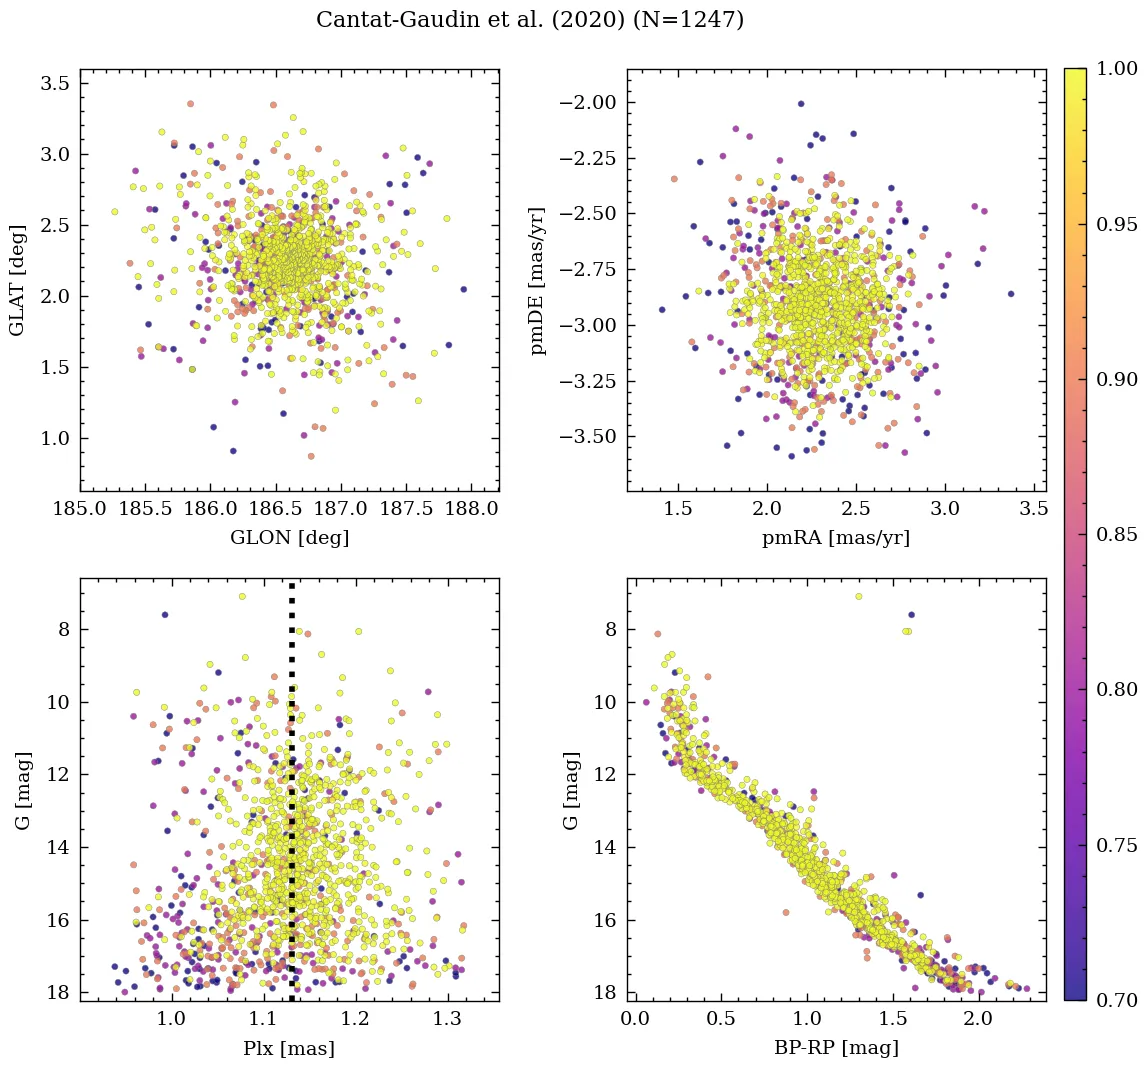 Cantat-Gaudin et al. (2020) (N=1247)
3.5
3.0
2.5
2.0
1.5
1.0
GLAT [deg]
185.0 185.5 186.0 186.5 187.0 187.5 188.0
GLON [deg]
−2.00
−2.25
−2.50
−2.75
−3.00
−3.25
−3.50
pmDE [mas/yr]
1.5 2.0 2.5 3.0 3.5
pmRA [mas/yr]
8
10
12
14
16
18
G [mag]
1.0 1.1 1.2 1.3
Plx [mas]
8
10
12
14
16
18
G [mag]
0.0 0.5 1.0 1.5 2.0
BP-RP [mag]
1.00
0.95
0.90
0.85
0.80
0.75
0.70